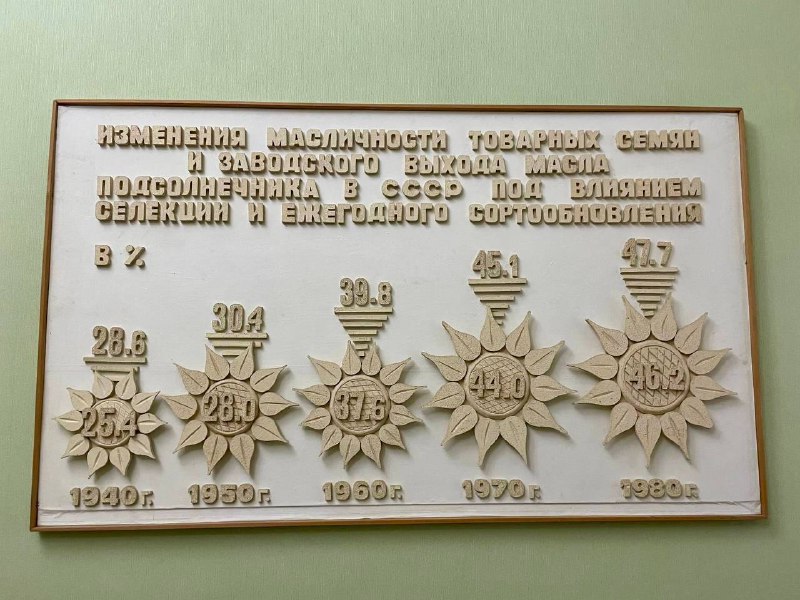 ИЗМЕНЕНИЯ МАСЛИЧНОСТИ ТОВАРНЫХ СЕМЯН
И ЗАВОДСКОГО ВЫХОДА МАСЛА
ПОДСОЛНЕЧНИКА В СССР ПОД ВЛИЯНИЕМ
СЕЛЕКЦИИ И ЕЖЕГОДНОГО СОРТООБНОВЛЕНИЯ
В %
28.6 30.4 39.8 45.1 47.7
25.4 28.0 37.6 44.0 46.2
1940 г. 1950 г. 1960 г. 1970 г. 1980 г.